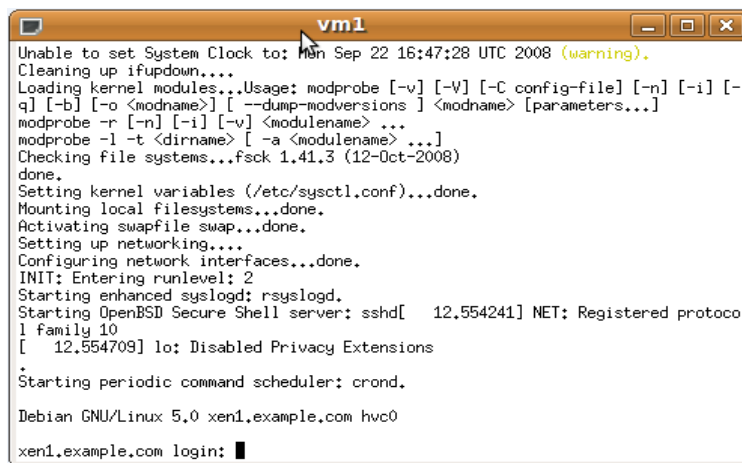 vm1
Unable to set System Clock to: Mon Sep 22 16:47:28 UTC 2008 (warning).
Cleaning up ifupdown....
Loading kernel modules...Usage: modprobe [-v] [-V] [-C config-file] [-n] [-i] [-
q] [-b] [-o <modname>] [ --dump-modversions ] <modname> [parameters...]
modprobe -r [-n] [-i] [-v] <modulename> ...
modprobe -l -t <dirname> [ -a <modulename> ...]
Checking file systems...fsck 1.41.3 (12-Oct-2008)
done.
Setting kernel variables (/etc/sysctl.conf)...done.
Mounting local filesystems...done.
Activating swapfile swap...done.
Setting up networking....
Configuring network interfaces...done.
INIT: Entering runlevel: 2
Starting enhanced syslogd: rsyslogd.
Starting OpenBSD Secure Shell server: sshd[   12.554241] NET: Registered protoco
l family 10
[   12.554709] lo: Disabled Privacy Extensions
.
Starting periodic command scheduler: crond.
Debian GNU/Linux 5.0 xen1.example.com hvc0
xen1.example.com login: